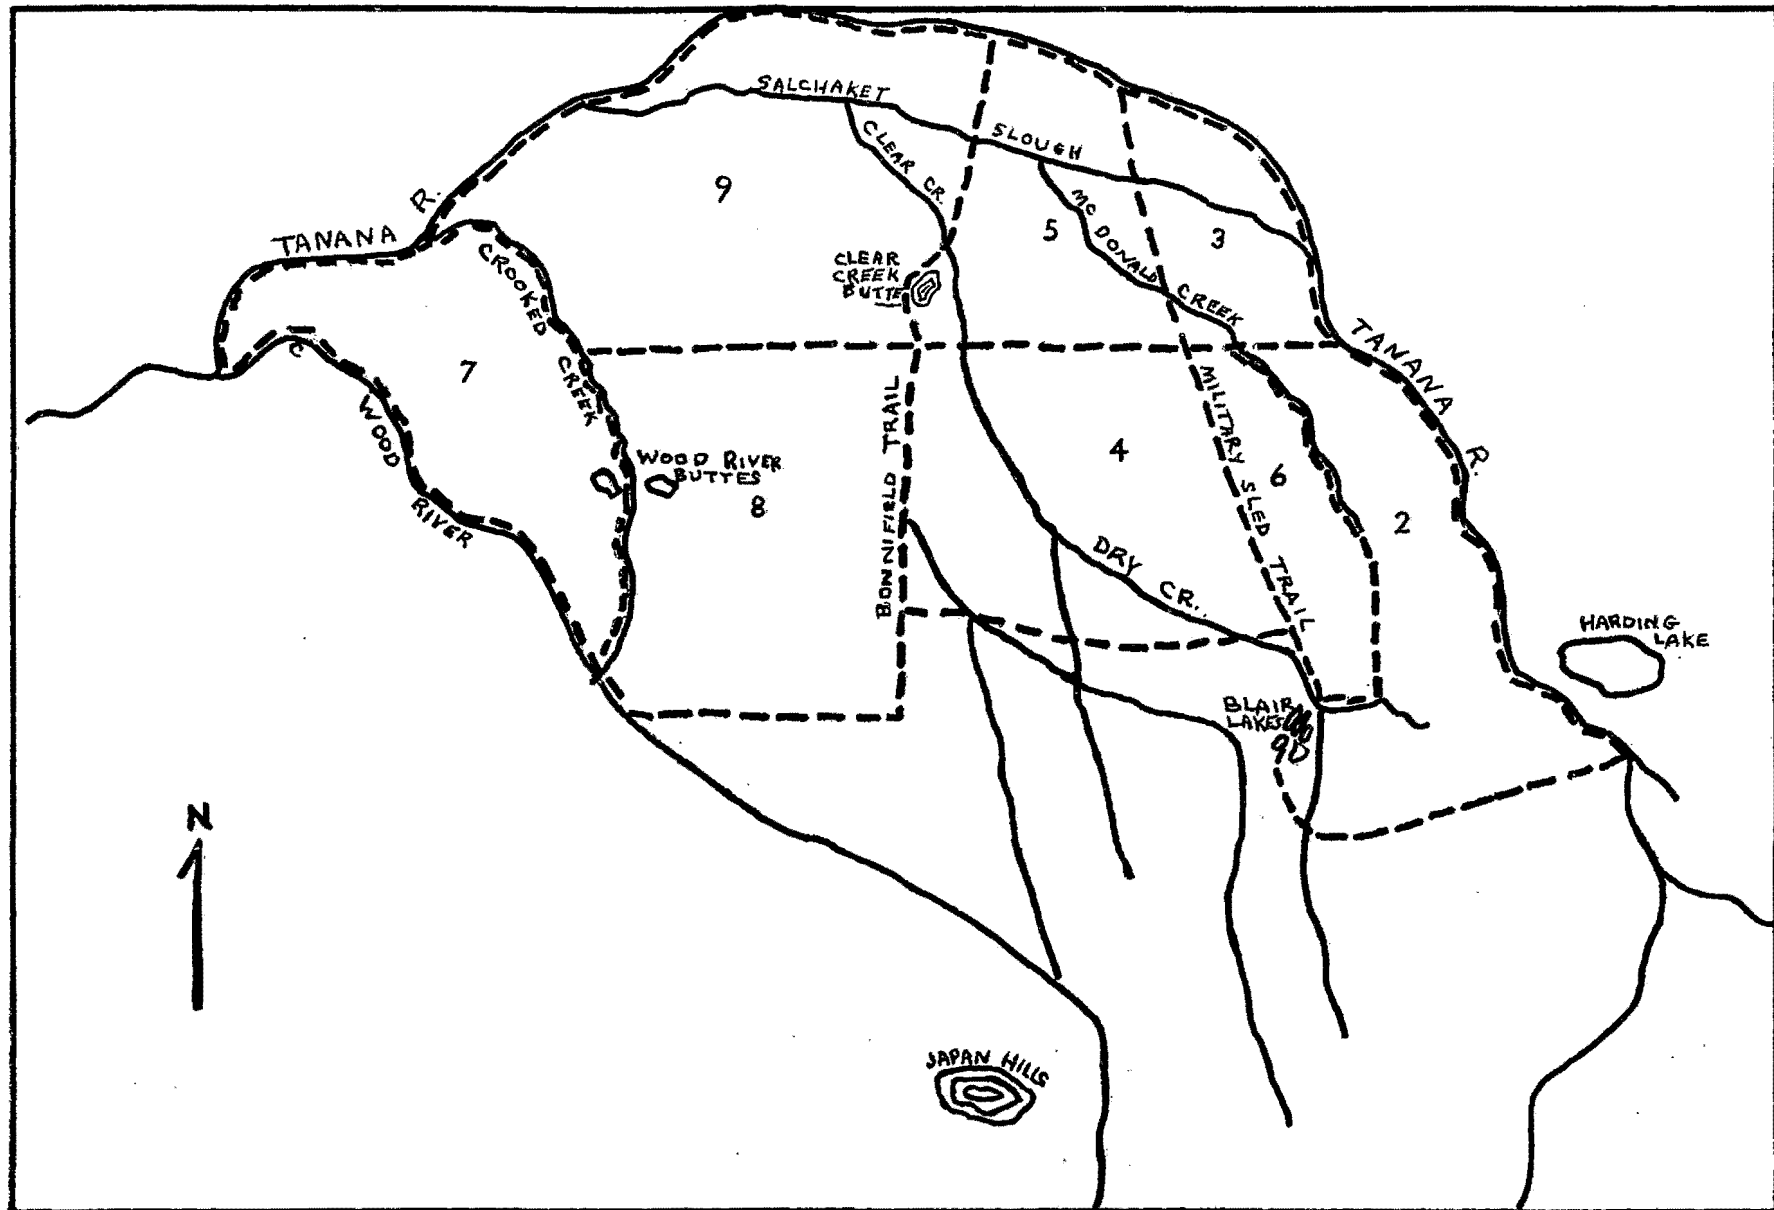 SALCHAKET
SLOUGH
CLEAR CR.
TANANA R.
9
5
3
MC DONALD CREEK
CROOKED CREEK
CLEAR
CREEK
BUTTE
TANANA R.
7
WOOD RIVER
WOOD RIVER
BUTTES
8
BONNIFIELD TRAIL
4
MILITARY SLED TRAIL
6
2
DRY CR.
HARDING
LAKE
BLAIR
LAKES
N
JAPAN HILLS